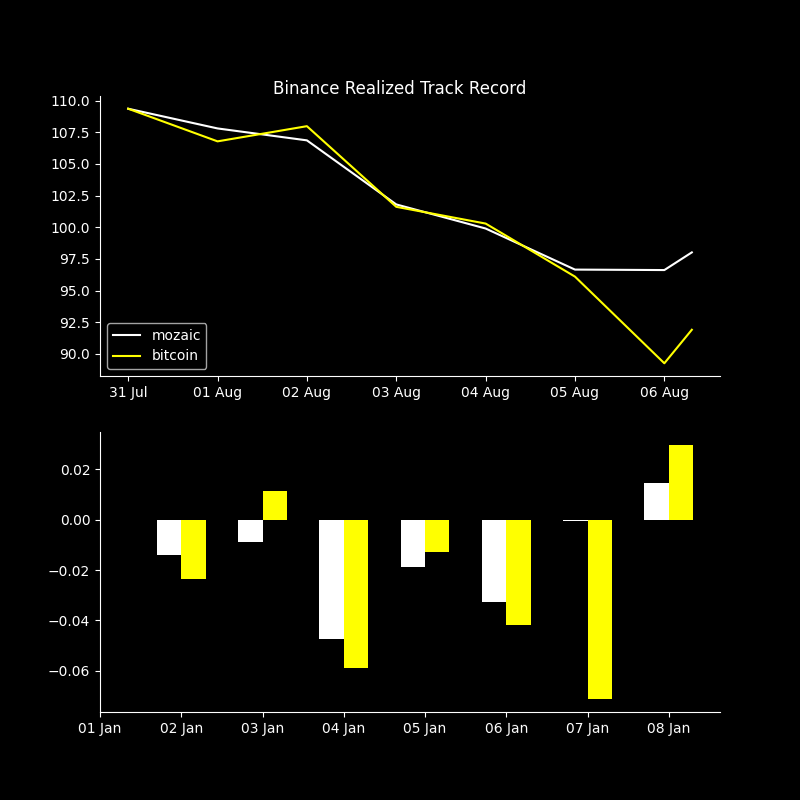 Binance Realized Track Record
110.0
107.5
105.0
102.5
100.0
97.5
95.0
92.5
90.0
mozaic
bitcoin
31 Jul 01 Aug 02 Aug 03 Aug 04 Aug 05 Aug 06 Aug
0.02
0.00
−0.02
−0.04
−0.06
01 Jan 02 Jan 03 Jan 04 Jan 05 Jan 06 Jan 07 Jan 08 Jan